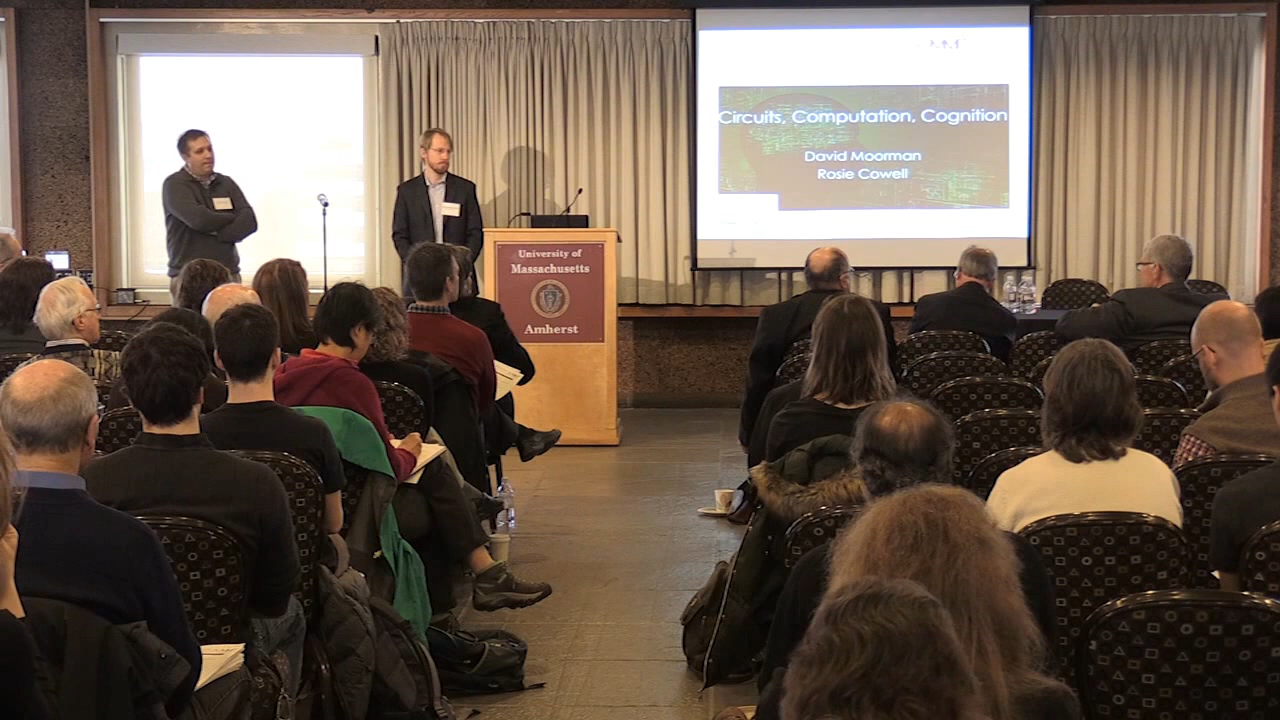 Circuits, Computation, Cognition
David Moorman
Rosie Cowell
University of
Massachusetts
Amherst